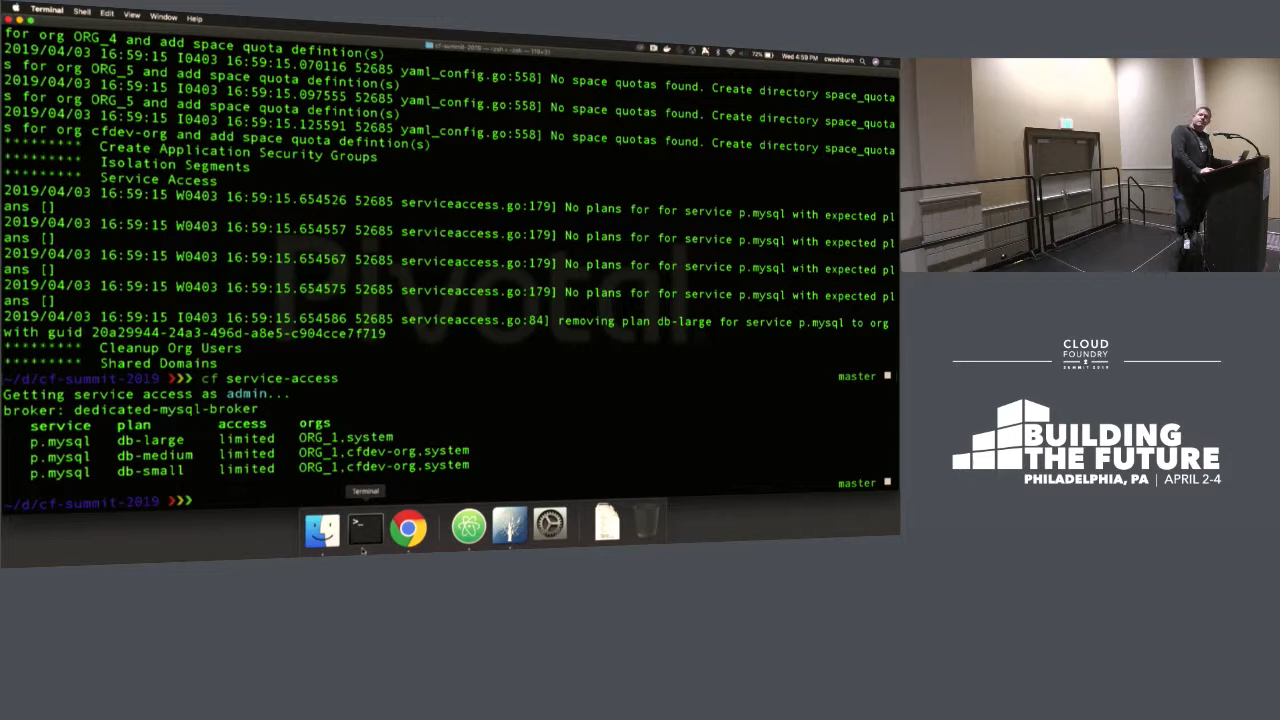 Terminal Shell Edit View Window Help
cf-summit-2019 — -zsh — -zsh — 119×31
72% Wed 4:59 PM cwashburn
for org ORG_4 and add space quota defintion(s)
2019/04/03 16:59:15 I0403 16:59:15.070116 52685 yaml_config.go:558] No space quotas found. Create directory space_quota
s for org ORG_5 and add space quota defintion(s)
2019/04/03 16:59:15 I0403 16:59:15.097555 52685 yaml_config.go:558] No space quotas found. Create directory space_quota
s for org ORG_5 and add space quota defintion(s)
2019/04/03 16:59:15 I0403 16:59:15.125591 52685 yaml_config.go:558] No space quotas found. Create directory space_quota
s for org cfdev-org and add space quota defintion(s)
********* Create Application Security Groups
********* Isolation Segments
********* Service Access
2019/04/03 16:59:15 W0403 16:59:15.654526 52685 serviceaccess.go:179] No plans for for service p.mysql with expected pl
ans []
2019/04/03 16:59:15 W0403 16:59:15.654557 52685 serviceaccess.go:179] No plans for for service p.mysql with expected pl
ans []
2019/04/03 16:59:15 W0403 16:59:15.654567 52685 serviceaccess.go:179] No plans for for service p.mysql with expected pl
ans []
2019/04/03 16:59:15 W0403 16:59:15.654575 52685 serviceaccess.go:179] No plans for for service p.mysql with expected pl
ans []
2019/04/03 16:59:15 I0403 16:59:15.654586 52685 serviceaccess.go:84] removing plan db-large for service p.mysql to org
with guid 20a29944-24a3-496d-a8e5-c904cce7f719
********* Cleanup Org Users
********* Shared Domains
~/d/cf-summit-2019 ❯❯❯ cf service-access master
Getting service access as admin...
broker: dedicated-mysql-broker
service plan access orgs
p.mysql db-large limited ORG_1,system
p.mysql db-medium limited ORG_1,cfdev-org,system
p.mysql db-small limited ORG_1,cfdev-org,system
~/d/cf-summit-2019 ❯❯❯ master
Pivotal
Terminal
CLOUD
FOUNDRY
SUMMIT 2019
BUILDING
THE FUTURE
PHILADELPHIA, PA | APRIL 2-4